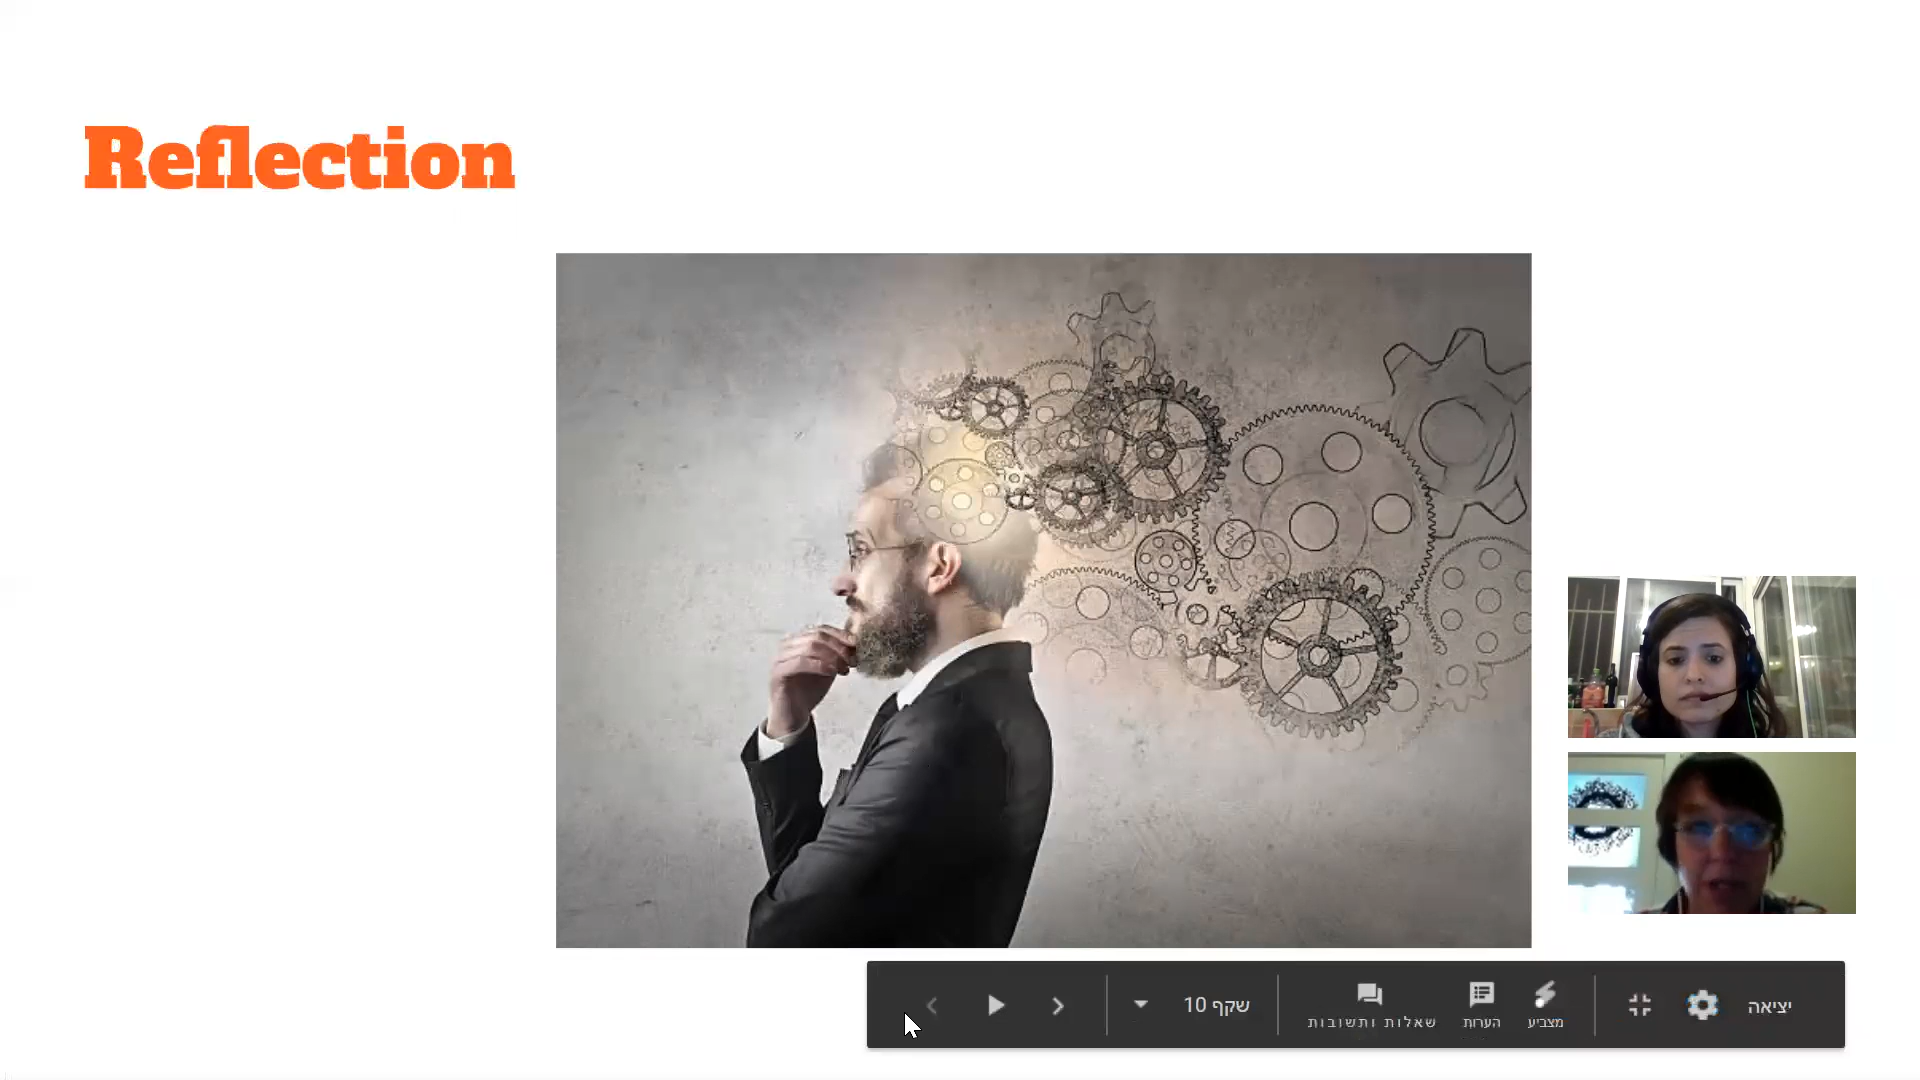 Reflection
שקף 10
שאלות ותשובות
הערות
מצביע
יציאה